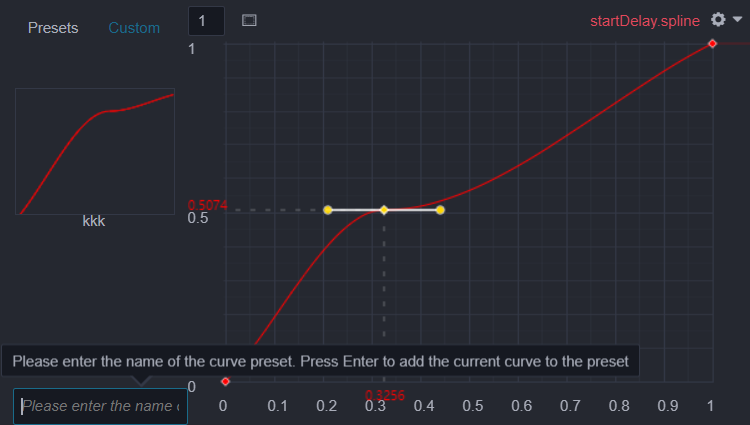 Presets Custom 1 startDelay.spline
1
kkk
0.5074
0.5
Please enter the name of the curve preset. Press Enter to add the current curve to the preset
0
Please enter the name
0.3256
0 0.1 0.2 0.3 0.4 0.5 0.6 0.7 0.8 0.9 1